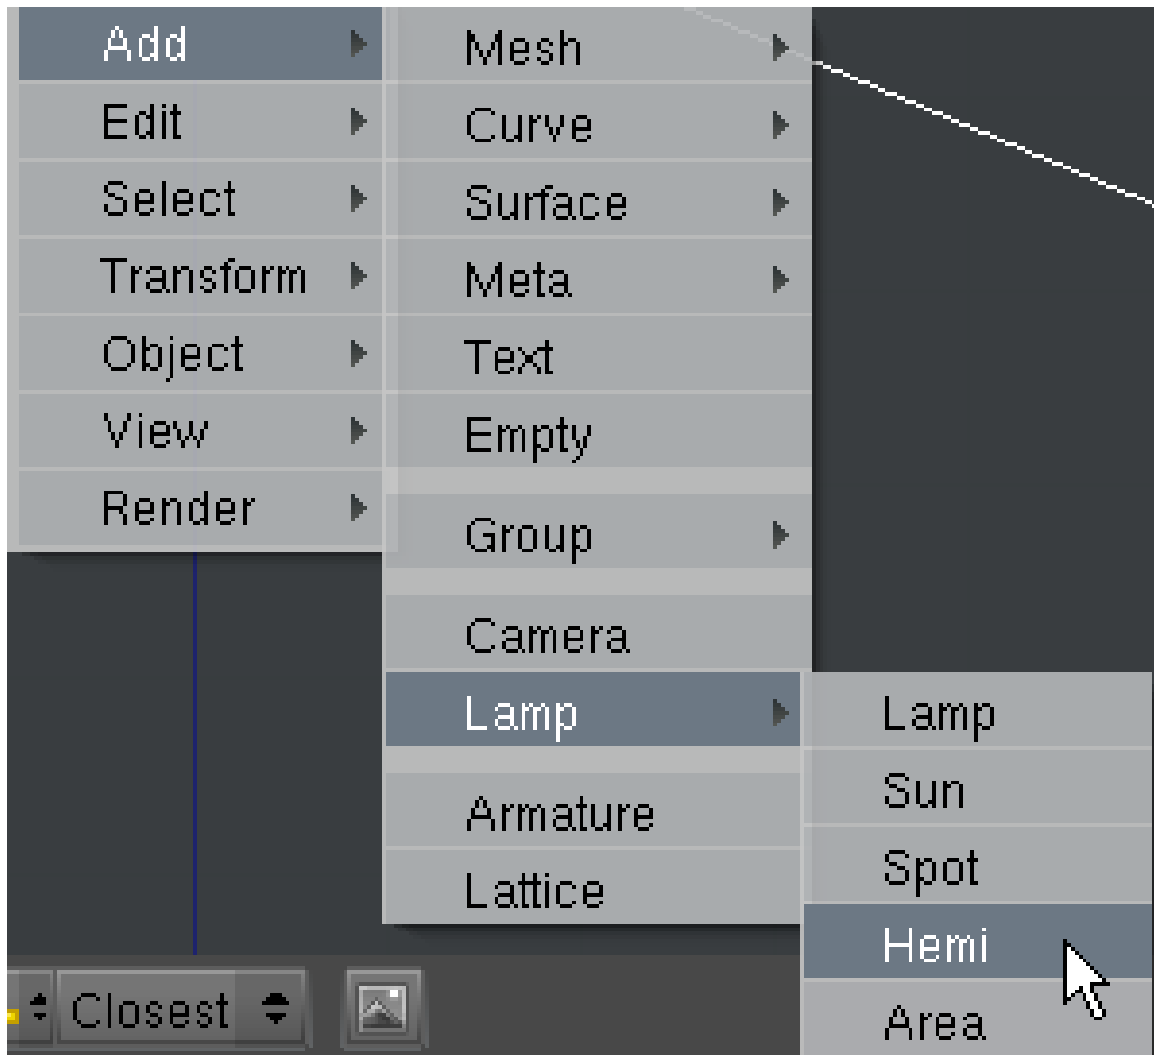 Add
Edit
Select
Transform
Object
View
Render
Mesh
Curve
Surface
Meta
Text
Empty
Group
Camera
Lamp
Armature
Lattice
Lamp
Sun
Spot
Hemi
Area
Closest